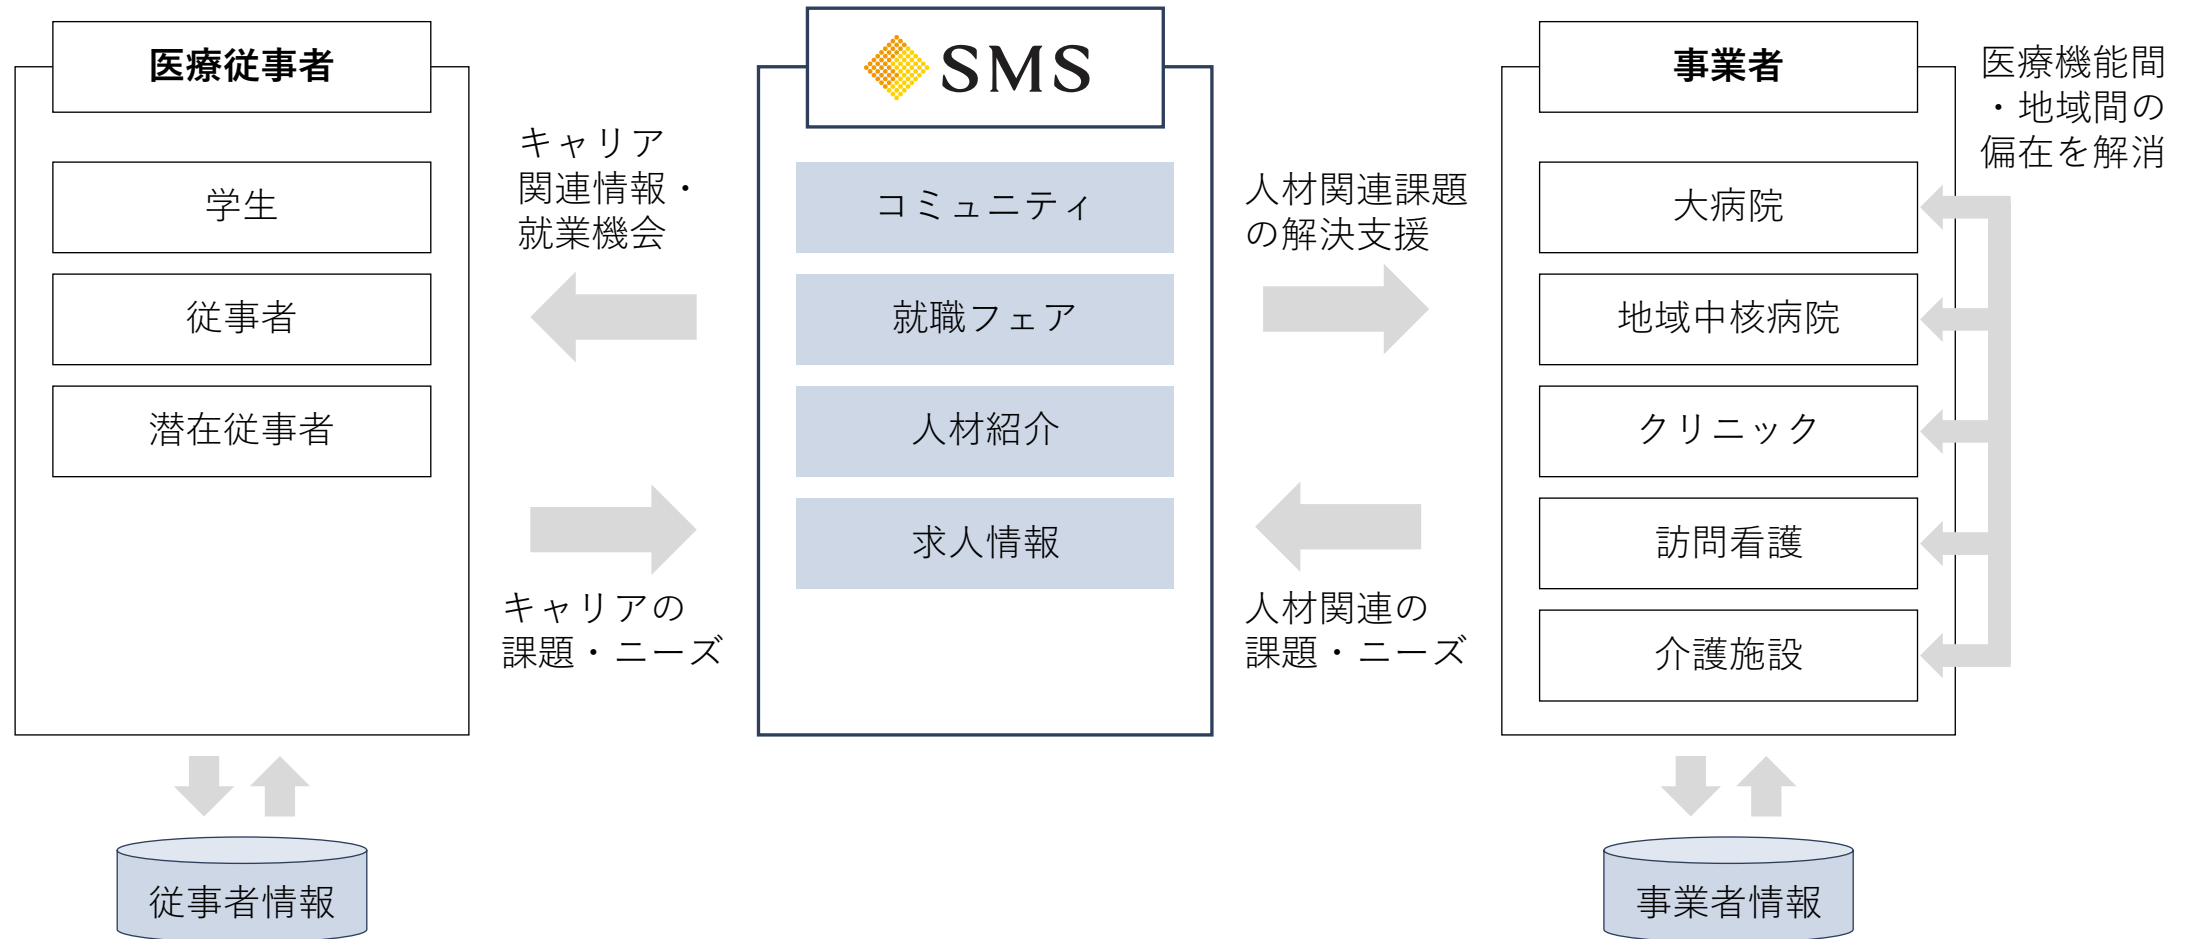 医療従事者
学生
従事者
潜在従事者
キャリア
関連情報・
就業機会
キャリアの
課題・ニーズ
SMS
コミュニティ
就職フェア
人材紹介
求人情報
人材関連課題
の解決支援
人材関連の
課題・ニーズ
事業者
大病院
地域中核病院
クリニック
訪問看護
介護施設
医療機能間
・地域間の
偏在を解消
従事者情報
事業者情報